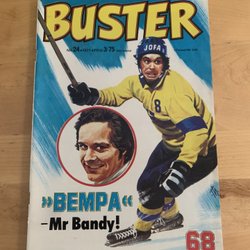 BUSTER
JOFA
8
»BEMPA«
-Mr Bandy!
68